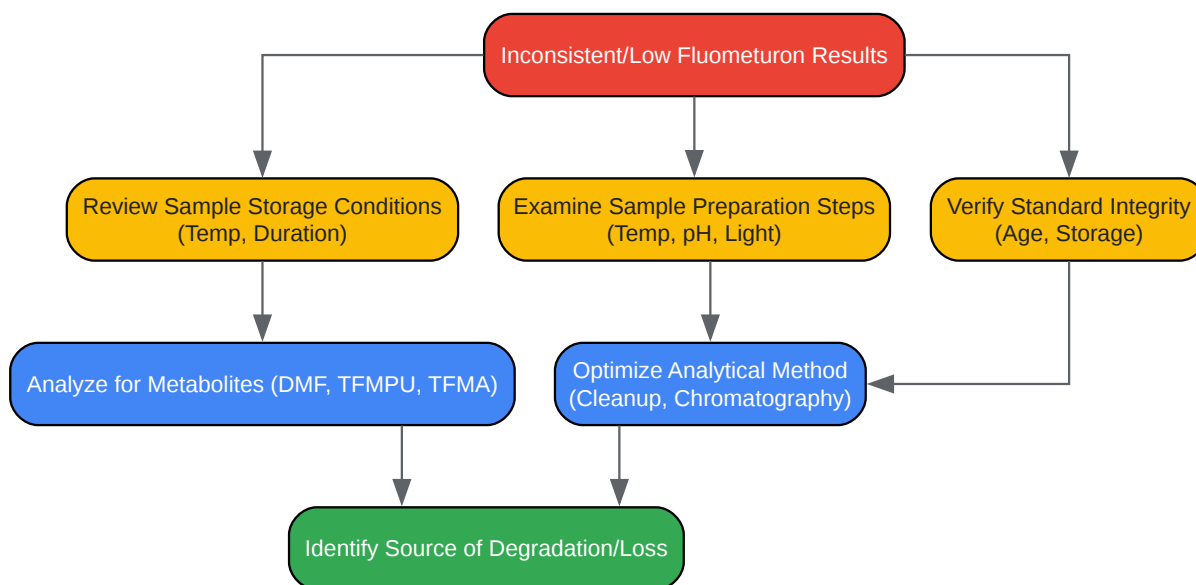 Inconsistent/Low Fluometuron Results
Review Sample Storage Conditions
(Temp, Duration)
Examine Sample Preparation Steps
(Temp, pH, Light)
Verify Standard Integrity
(Age, Storage)
Analyze for Metabolites (DMF, TFMPU, TFMA)
Optimize Analytical Method
(Cleanup, Chromatography)
Identify Source of Degradation/Loss